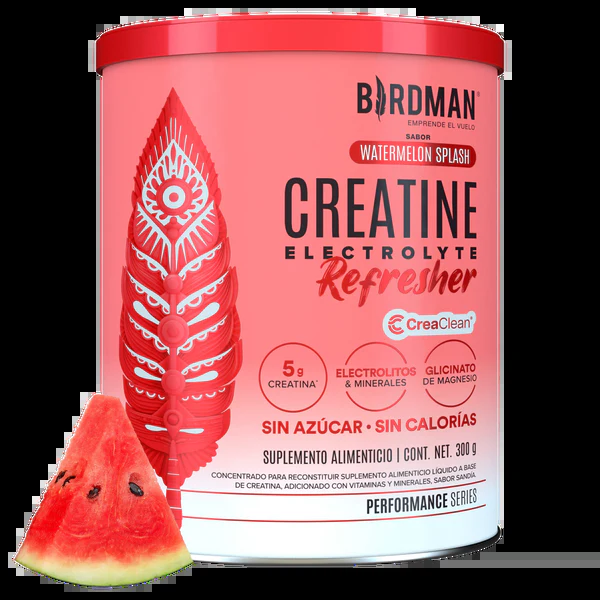 BIRDMAN®
EMPRENDE EL VUELO
SABOR
WATERMELON SPLASH
CREATINE
ELECTROLYTE
Refresher
CreaClean+
5g
CREATINA*
ELECTROLITOS
& MINERALES
GLICINATO
DE MAGNESIO
SIN AZÚCAR • SIN CALORÍAS
SUPLEMENTO ALIMENTICIO | CONT. NET. 300 g
CONCENTRADO PARA RECONSTITUIR SUPLEMENTO ALIMENTICIO LÍQUIDO A BASE
DE CREATINA, ADICIONADO CON VITAMINAS Y MINERALES, SABOR SANDÍA.
PERFORMANCE SERIES